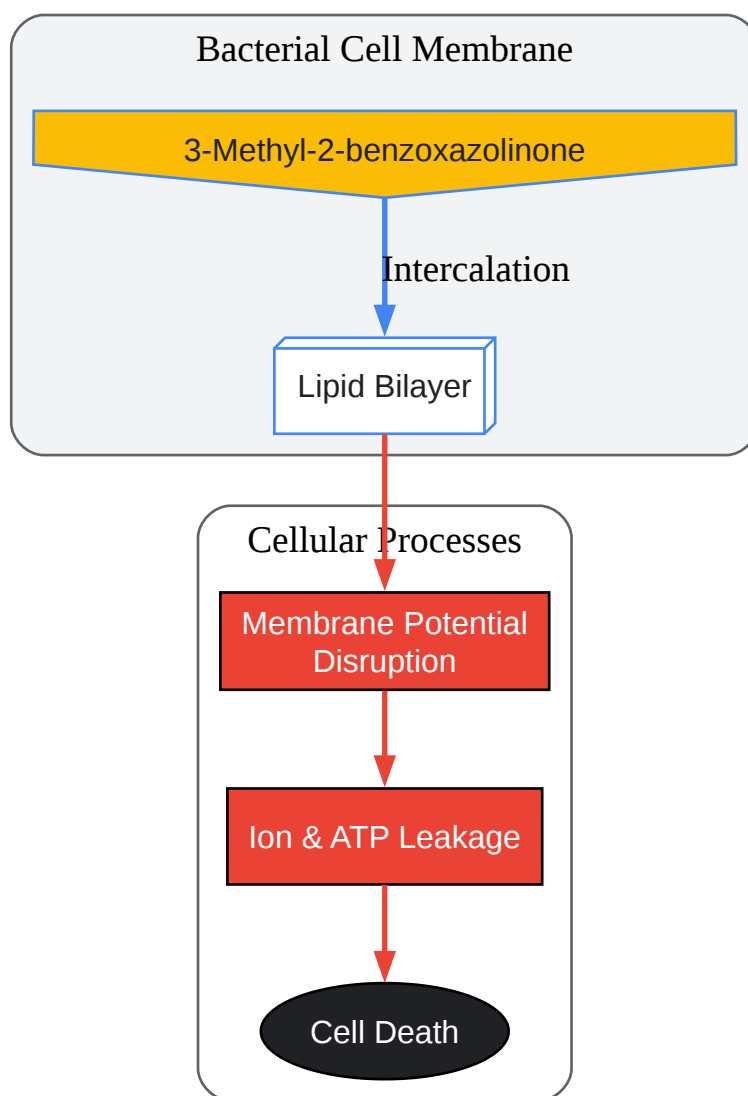 Bacterial Cell Membrane
3-Methyl-2-benzoxazolinone
Intercalation
Lipid Bilayer
Cellular Processes
Membrane Potential
Disruption
Ion & ATP Leakage
Cell Death